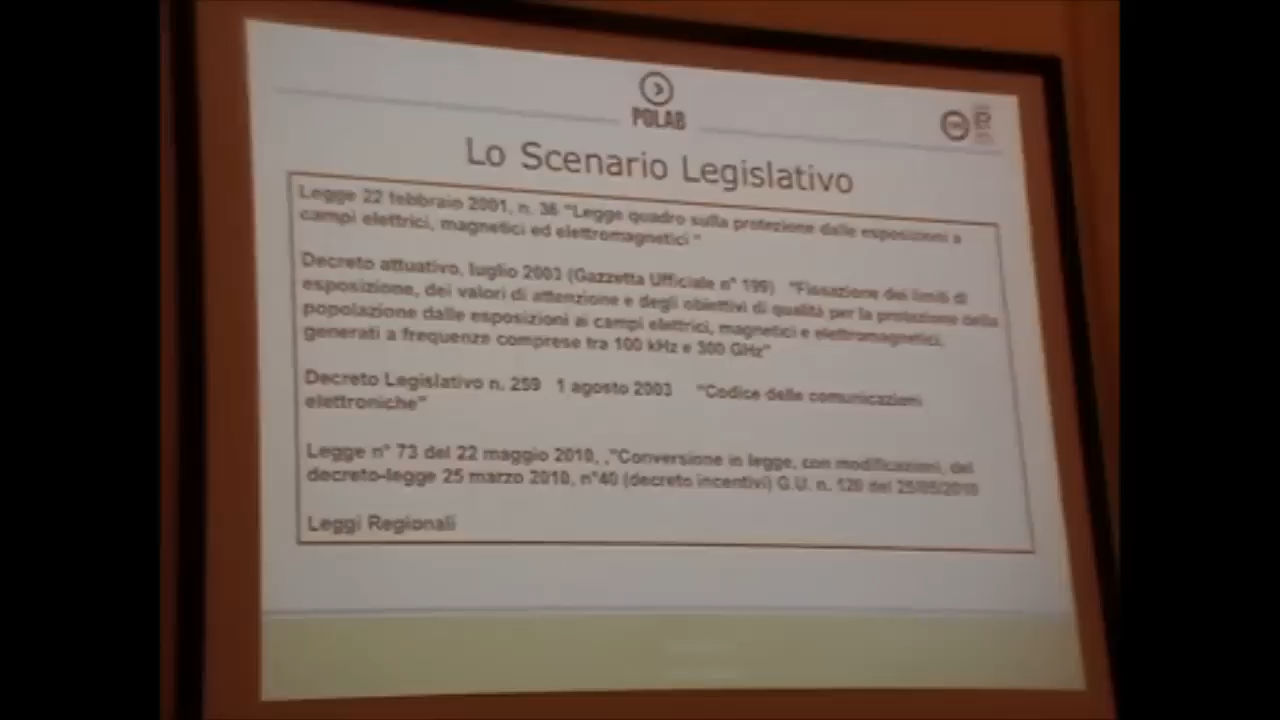 POLAB
Lo Scenario Legislativo
Legge 22 febbraio 2001, n. 36 "Legge quadro sulla protezione dalle esposizioni a
campi elettrici, magnetici ed elettromagnetici "
Decreto attuativo, luglio 2003 (Gazzetta Ufficiale n° 199) "Fissazione dei limiti di
esposizione, dei valori di attenzione e degli obiettivi di qualità per la protezione della
popolazione dalle esposizioni ai campi elettrici, magnetici e elettromagnetici,
generati a frequenze comprese tra 100 kHz e 300 GHz"
Decreto Legislativo n. 259 1 agosto 2003 "Codice delle comunicazioni
elettroniche"
Legge n° 73 del 22 maggio 2010, ,"Conversione in legge, con modificazioni, del
decreto-legge 25 marzo 2010, n°40 (decreto incentivi) G.U. n. 120 del 25/05/2010
Leggi Regionali